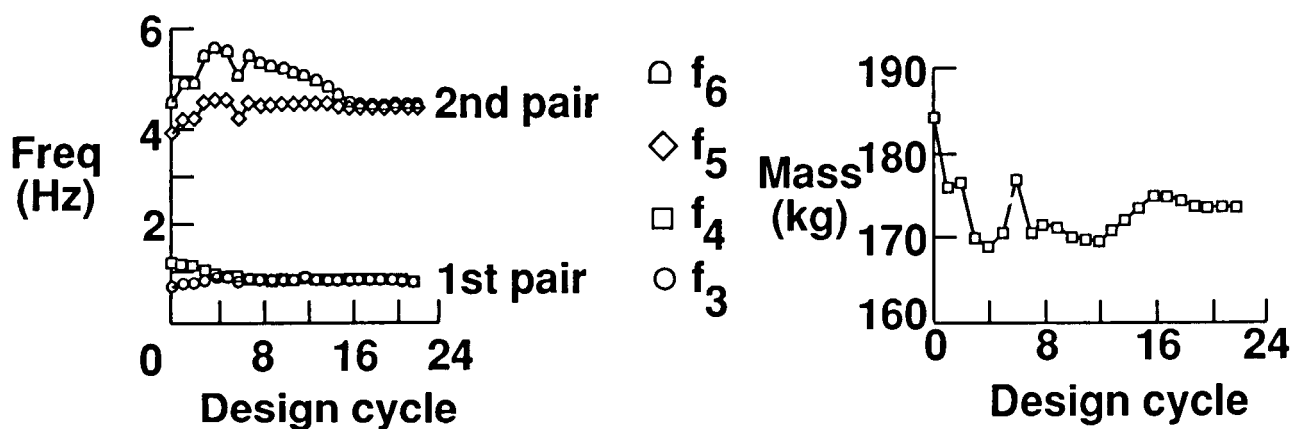 6
4
2
0
8
16
24
Freq
(Hz)
Design cycle
2nd pair
1st pair
f6
f5
f4
f3
190
180
170
160
0
8
16
24
Mass
(kg)
Design cycle